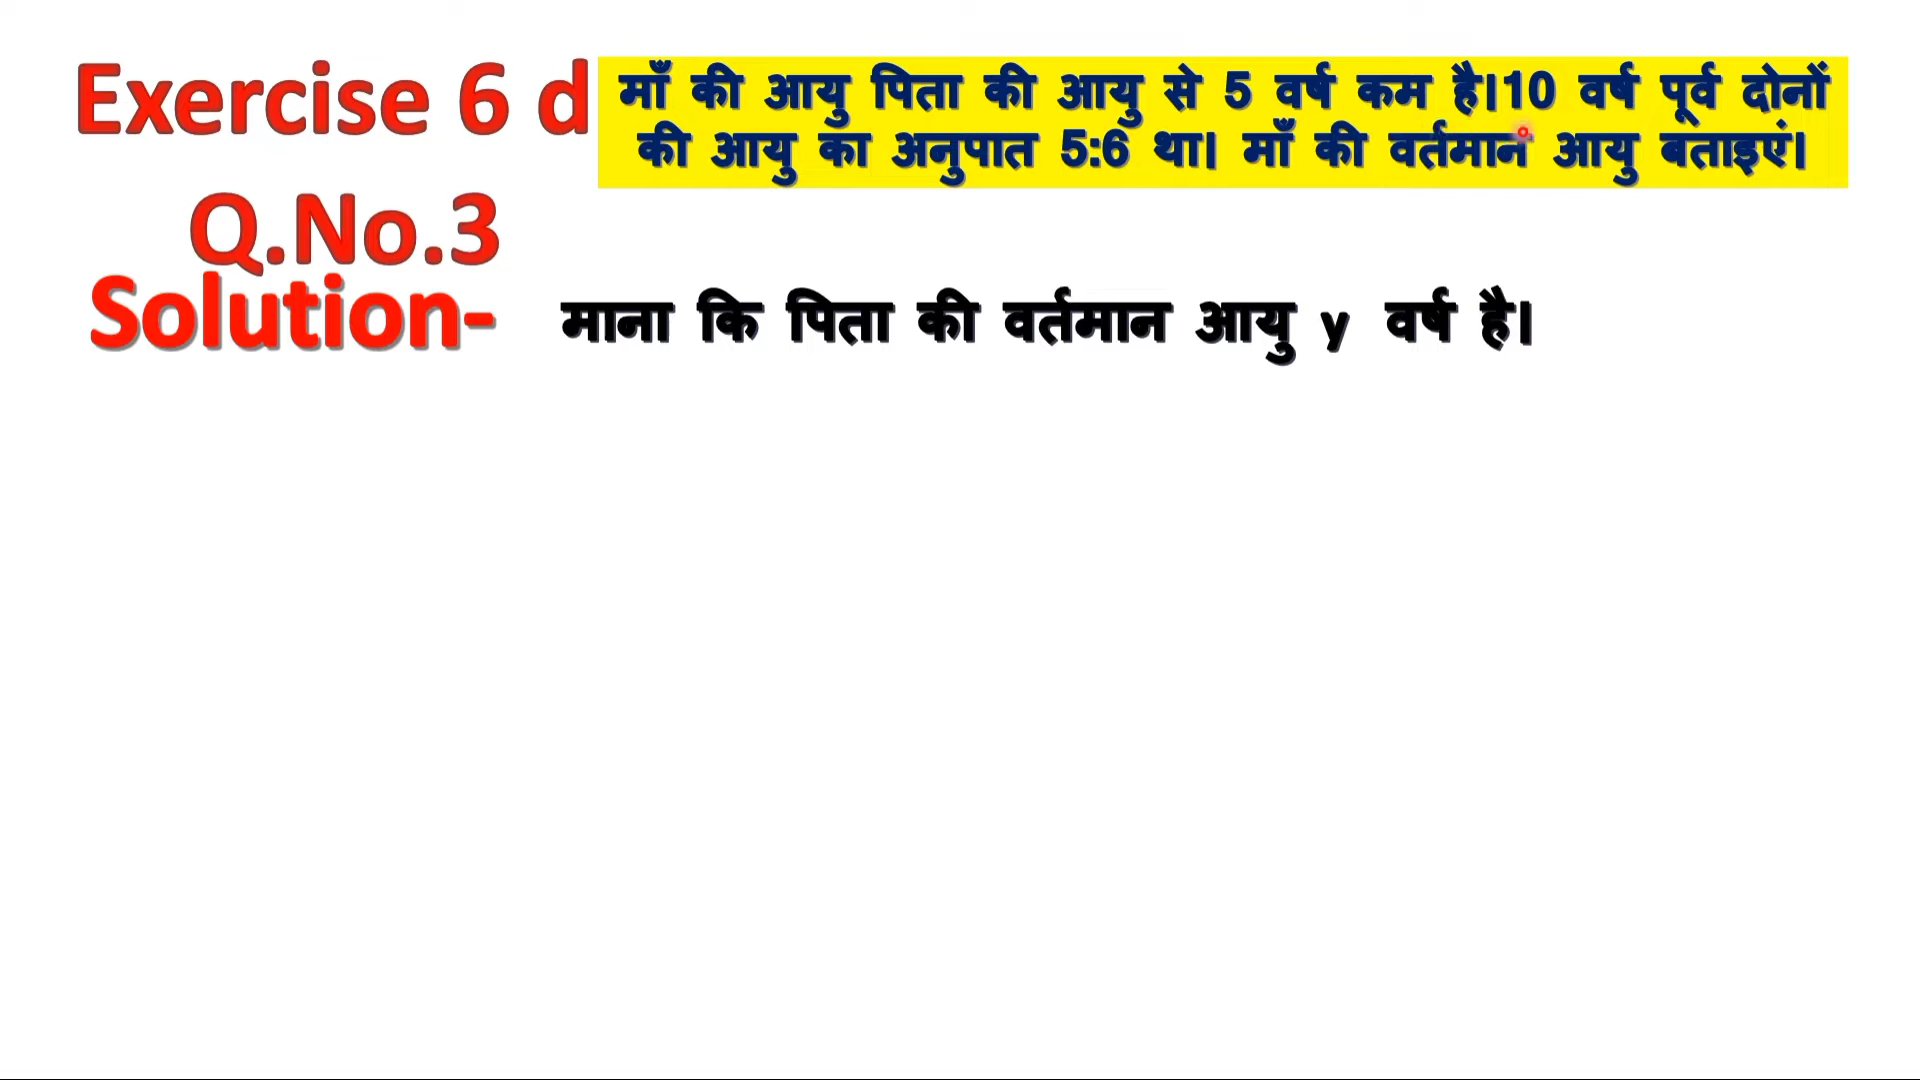 Exercise 6 d
माँ की आयु पिता की आयु से 5 वर्ष कम है।10 वर्ष पूर्व दोनों
की आयु का अनुपात 5:6 था। माँ की वर्तमान आयु बताइएं।
Q.No.3
Solution- माना कि पिता की वर्तमान आयु y वर्ष है।